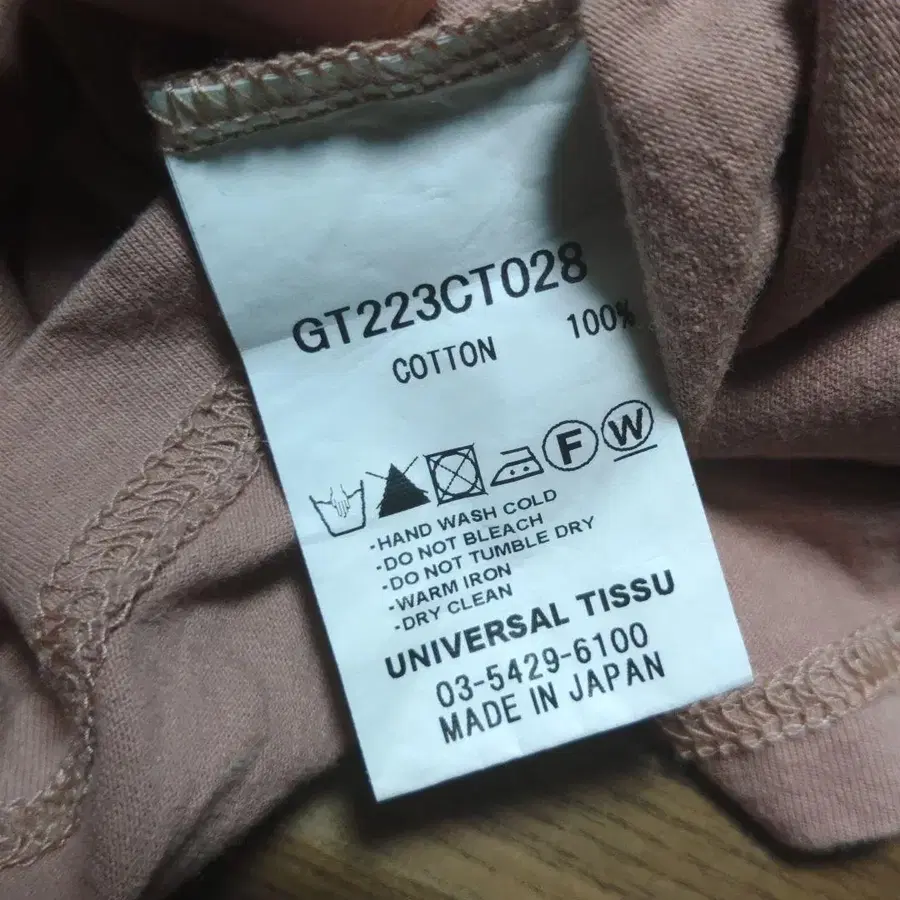 GT223CT028
COTTON 100%
F W
-HAND WASH COLD
-DO NOT BLEACH
-DO NOT TUMBLE DRY
-WARM IRON
-DRY CLEAN
UNIVERSAL TISSU
03-5429-6100
MADE IN JAPAN